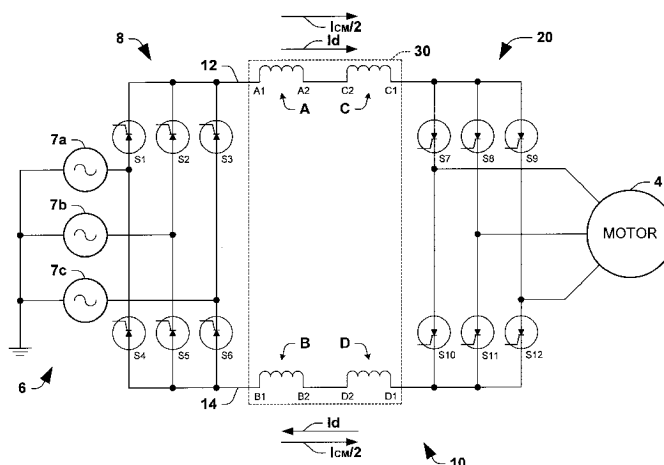 ICM/2
Id
8
30
20
12
A1
A2
C2
C1
A
C
7a
S1
S2
S3
S7
S8
S9
4
7b
MOTOR
7c
B
D
S4
S5
S6
S10
S11
S12
6
14
B1
B2
D2
D1
Id
ICM/2
10